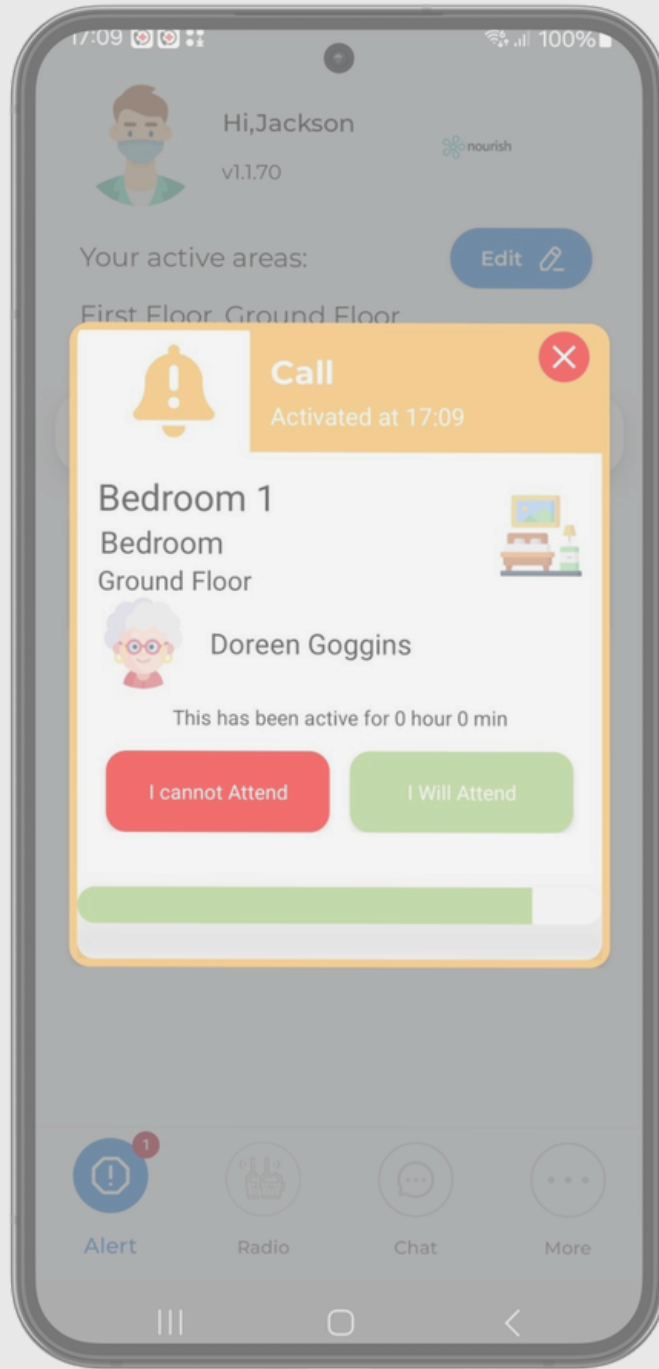 17:09 100%
Hi,Jackson
nourish
v1.1.70
Your active areas:
Edit
First Floor, Ground Floor
Call
Activated at 17:09
Bedroom 1
Bedroom
Ground Floor
Doreen Goggins
This has been active for 0 hour 0 min
I cannot Attend
I Will Attend
1
Alert
Radio
Chat
More